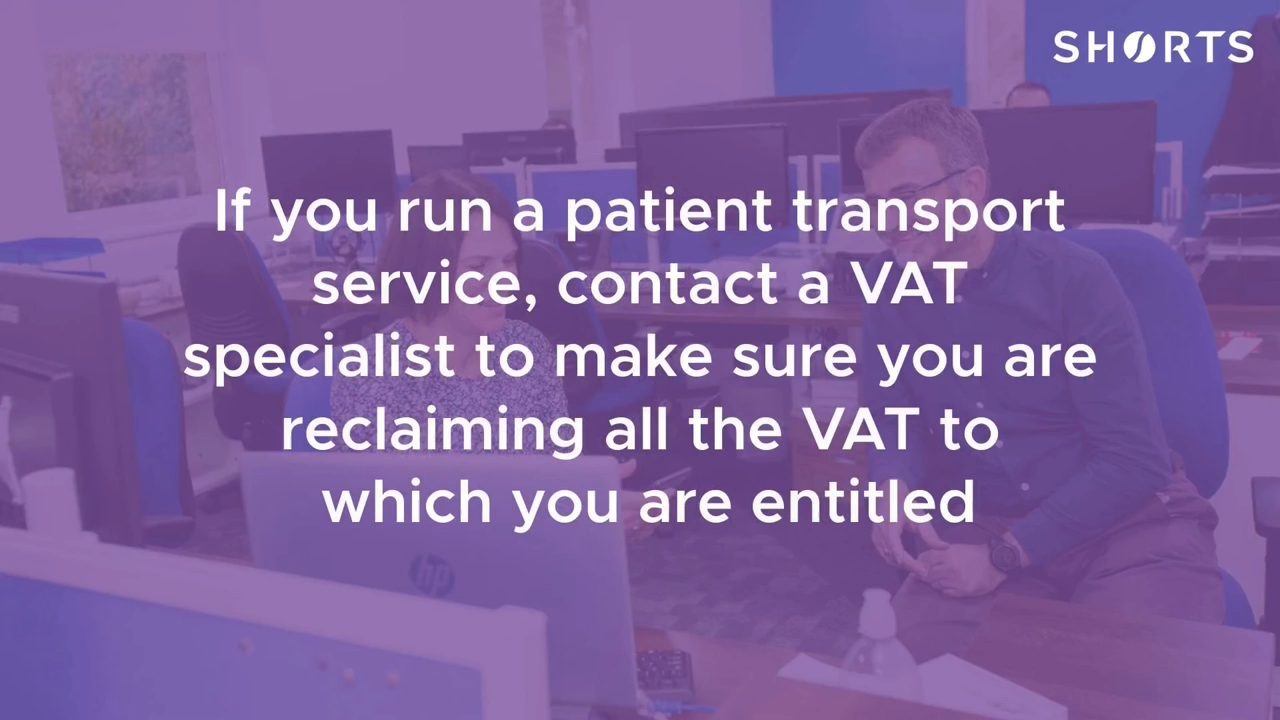 SHORTS
If you run a patient transport
service, contact a VAT
specialist to make sure you are
reclaiming all the VAT to
which you are entitled
hp